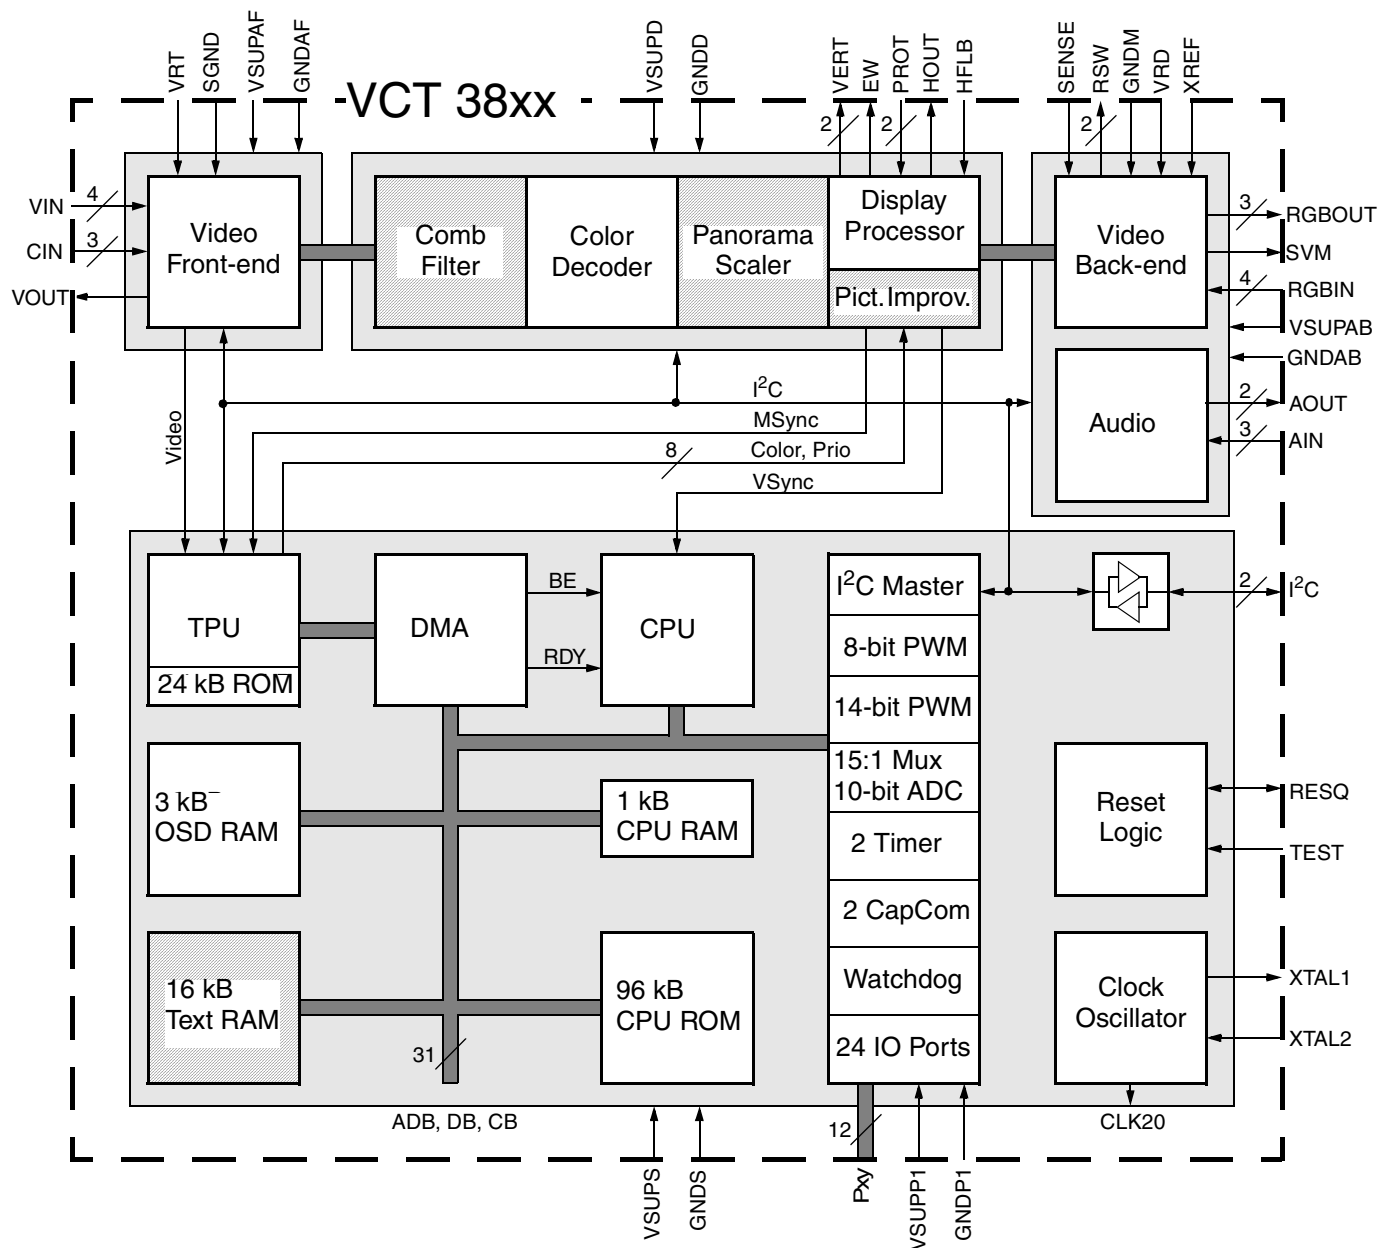 VRT
SGND
VSUPAF
GNDAF
VCT 38xx
VSUPD
GNDD
VERT
EW
PROT
HOUT
HFLB
SENSE
RSW
GNDM
VRD
XREF
2
2
2
VIN
4
CIN
3
VOUT
Video
Front-end
Comb
Filter
Color
Decoder
Panorama
Scaler
Display
Processor
Pict. Improv.
Video
Back-end
3
RGBOUT
SVM
4
RGBIN
VSUPAB
GNDAB
Audio
2
AOUT
3
AIN
Video
I²C
MSync
8
Color, Prio
VSync
TPU
24 kB ROM
DMA
BE
RDY
CPU
I²C Master
8-bit PWM
14-bit PWM
15:1 Mux
10-bit ADC
2 Timer
2 CapCom
Watchdog
24 IO Ports
2
I²C
3 kB
OSD RAM
1 kB
CPU RAM
Reset
Logic
RESQ
TEST
16 kB
Text RAM
96 kB
CPU ROM
31
Clock
Oscillator
XTAL1
XTAL2
ADB, DB, CB
12
CLK20
VSUPS
GNDS
Pxy
VSUPP1
GNDP1